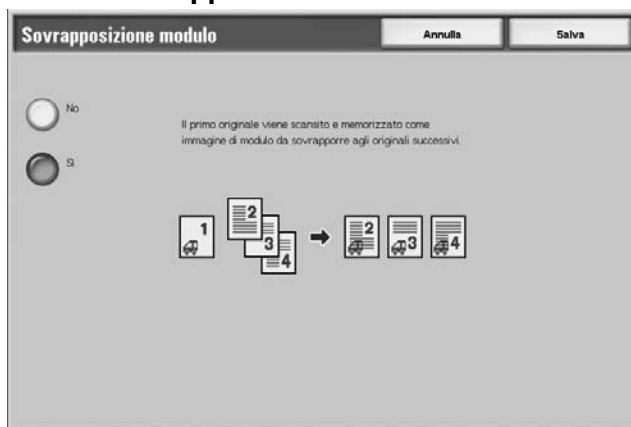 Sovrapposizione modulo
Annulla
Salva
No
Il primo originale viene scansito e memorizzato come
immagine di modulo da sovrapporre agli originali successivi.
Sì
1
2
3
4
2
3
4